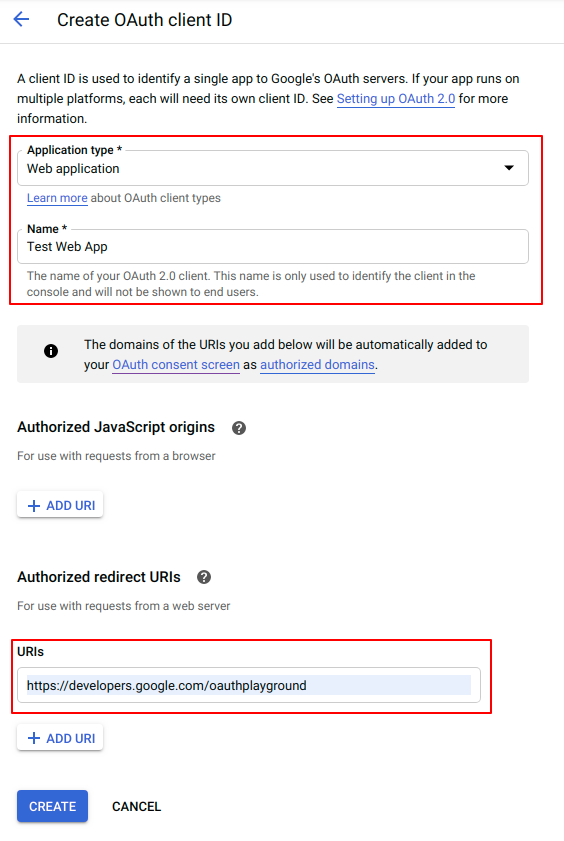 Create OAuth client ID
A client ID is used to identify a single app to Google's OAuth servers. If your app runs on
multiple platforms, each will need its own client ID. See Setting up OAuth 2.0 for more
information.
Application type *
Web application
Learn more about OAuth client types
Name *
Test Web App
The name of your OAuth 2.0 client. This name is only used to identify the client in the
console and will not be shown to end users.
The domains of the URIs you add below will be automatically added to
your OAuth consent screen as authorized domains.
Authorized JavaScript origins
For use with requests from a browser
ADD URI
Authorized redirect URIs
For use with requests from a web server
URIs
https://developers.google.com/oauthplayground
ADD URI
CREATE CANCEL